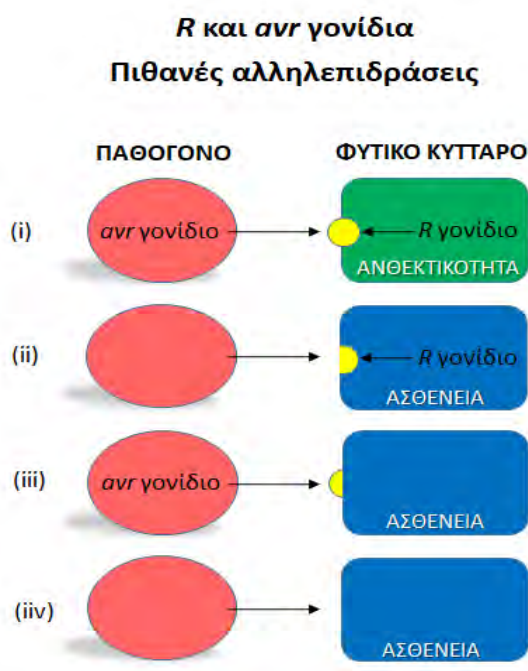 R και avr γονίδια
Πιθανές αλληλεπιδράσεις
ΠΑΘΟΓΟΝΟ ΦΥΤΙΚΟ ΚΥΤΤΑΡΟ
(i) avr γονίδιο R γονίδιο
ΑΝΘΕΚΤΙΚΟΤΗΤΑ
(ii) R γονίδιο
ΑΣΘΕΝΕΙΑ
(iii) avr γονίδιο
ΑΣΘΕΝΕΙΑ
(iiv)
ΑΣΘΕΝΕΙΑ